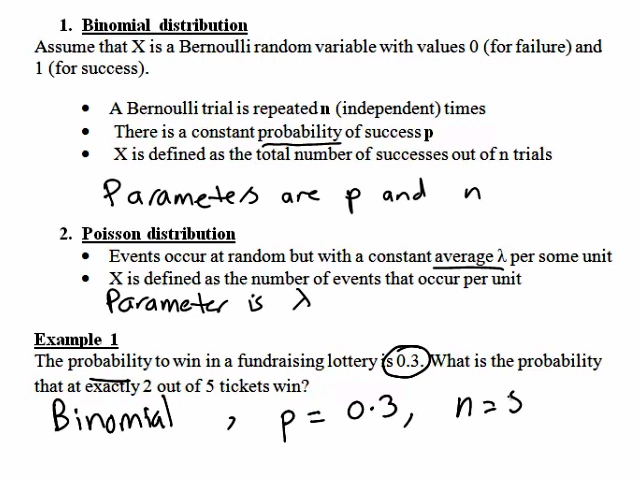 1. Binomial distribution
Assume that X is a Bernoulli random variable with values 0 (for failure) and
1 (for success).
• A Bernoulli trial is repeated n (independent) times
• There is a constant probability of success p
• X is defined as the total number of successes out of n trials
Parameters are p and n
2. Poisson distribution
• Events occur at random but with a constant average λ per some unit
• X is defined as the number of events that occur per unit
Parameter is λ
Example 1
The probability to win in a fundraising lottery is 0.3. What is the probability
that at exactly 2 out of 5 tickets win?
Binomial , p = 0.3, n = 5